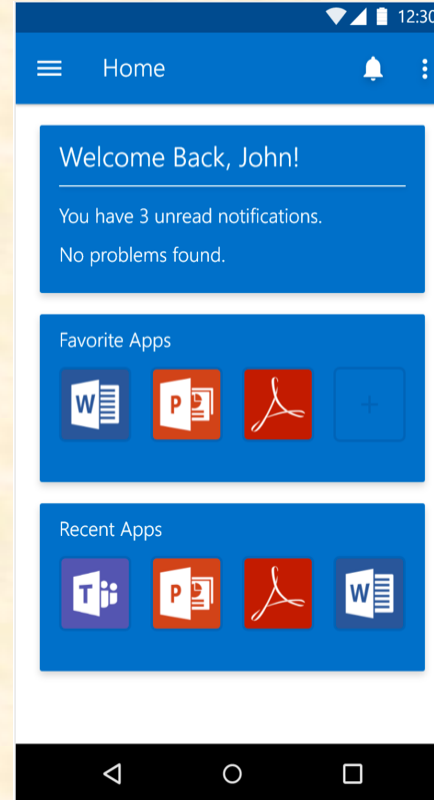 12:30
Home
Welcome Back, John!
You have 3 unread notifications.
No problems found.
Favorite Apps
W P
+
Recent Apps
T P W